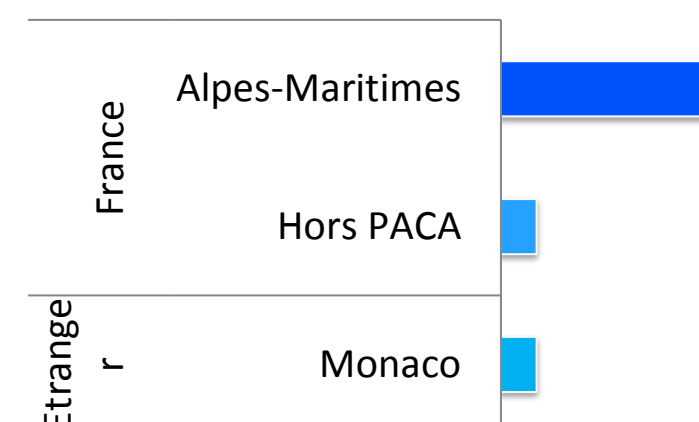 France
Alpes-Maritimes
Hors PACA
Etrange
r
Monaco